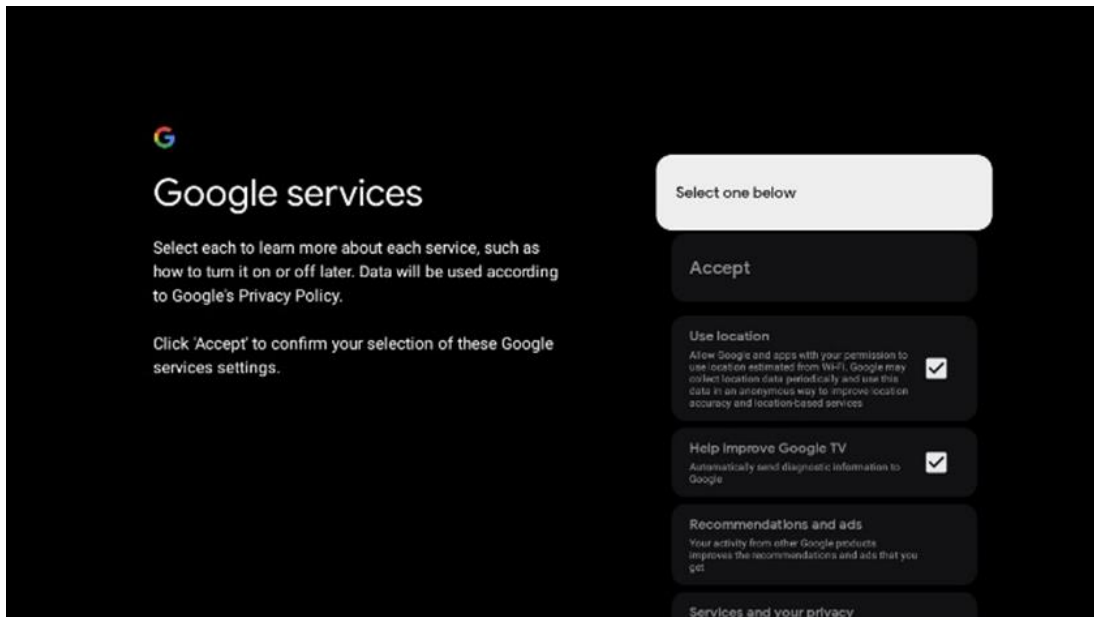 Google services
Select each to learn more about each service, such as
how to turn it on or off later. Data will be used according
to Google's Privacy Policy.
Click 'Accept' to confirm your selection of these Google
services settings.
Select one below
Accept
Use location
Allow Google and apps with your permission to
use location estimated from Wi-Fi. Google may
collect location data periodically and use this
data in an anonymous way to improve location
accuracy and location-based services
Help improve Google TV
Automatically send diagnostic information to
Google
Recommendations and ads
Your activity from other Google products
improves the recommendations and ads that you
get
Services and your privacy